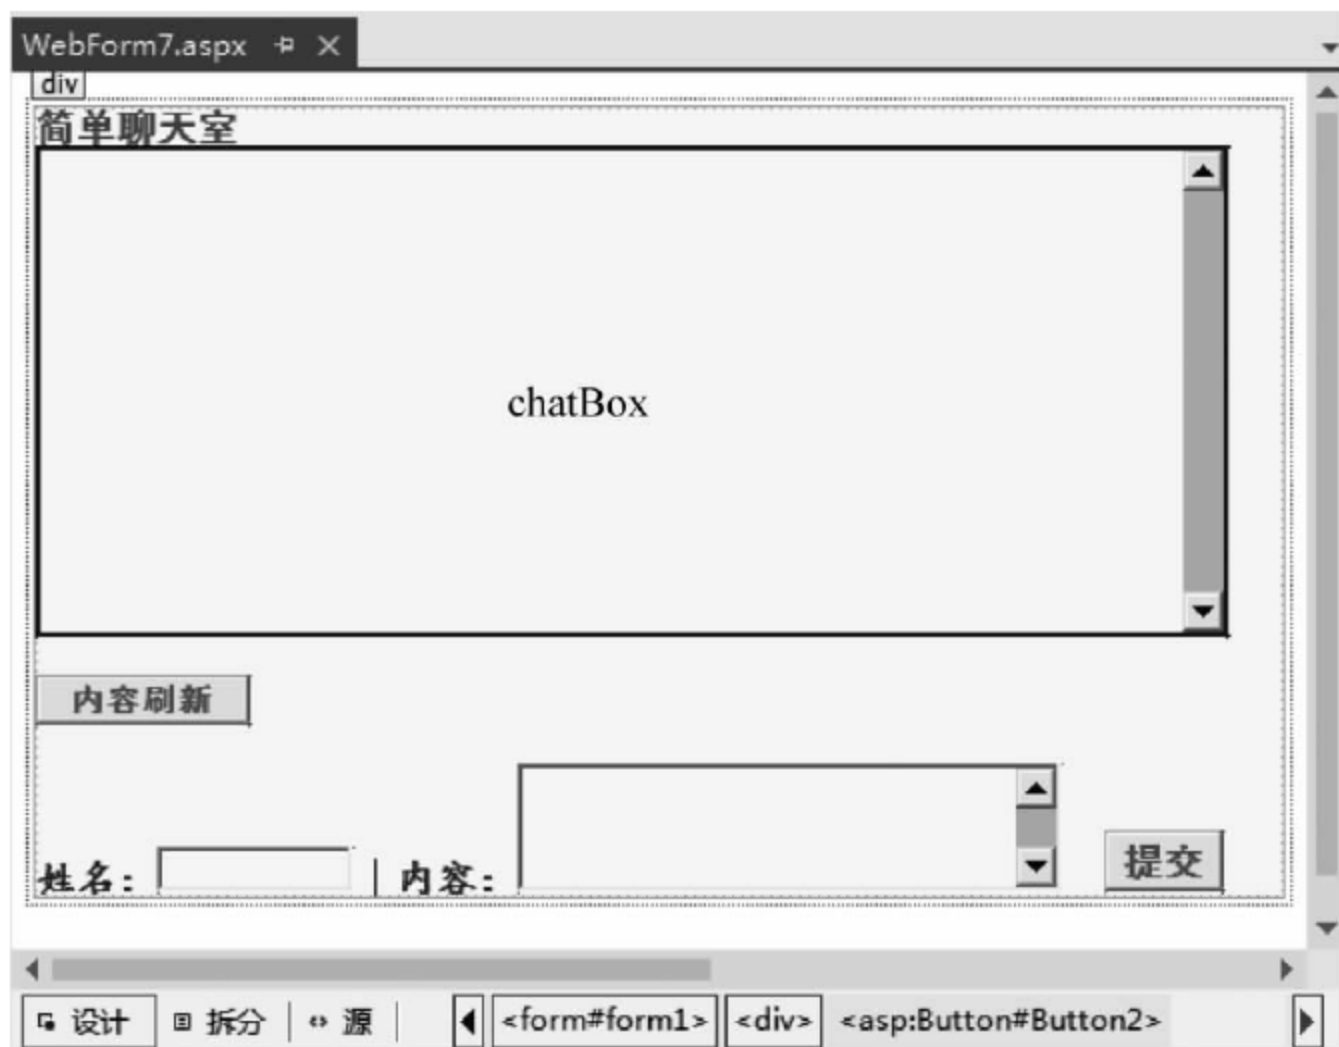 WebForm7.aspx
div
简单聊天室
chatBox
内容刷新
姓名: | 内容: 提交
设计 拆分 源 <form#form1> <div> <asp:Button#Button2>